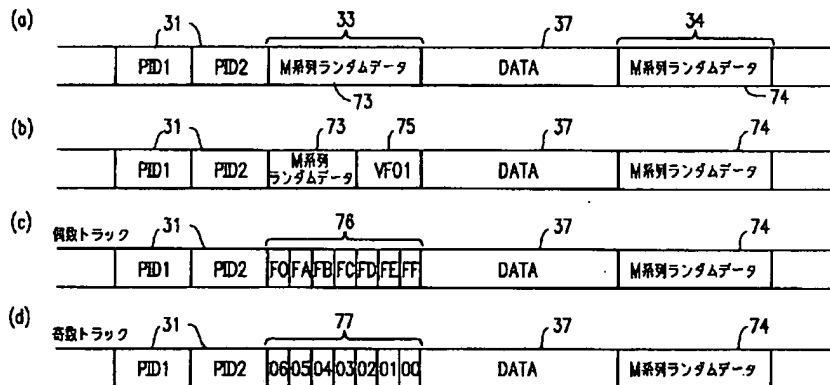 (a) 31 33 37 34
PID1 PID2 M系列ランダムデータ DATA M系列ランダムデータ
73 74
(b) 31 73 75 37 74
PID1 PID2 M系列ランダムデータ VFO1 DATA M系列ランダムデータ
(c) 偶数トラック 31 76 37 74
PID1 PID2 F0 FA FB FC FD FE FF DATA M系列ランダムデータ
(d) 奇数トラック 31 77 37 74
PID1 PID2 06 05 04 03 02 01 00 DATA M系列ランダムデータ